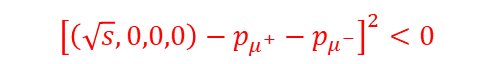 [(√s, 0,0,0) − p_{μ⁺} − p_{μ⁻}]² < 0